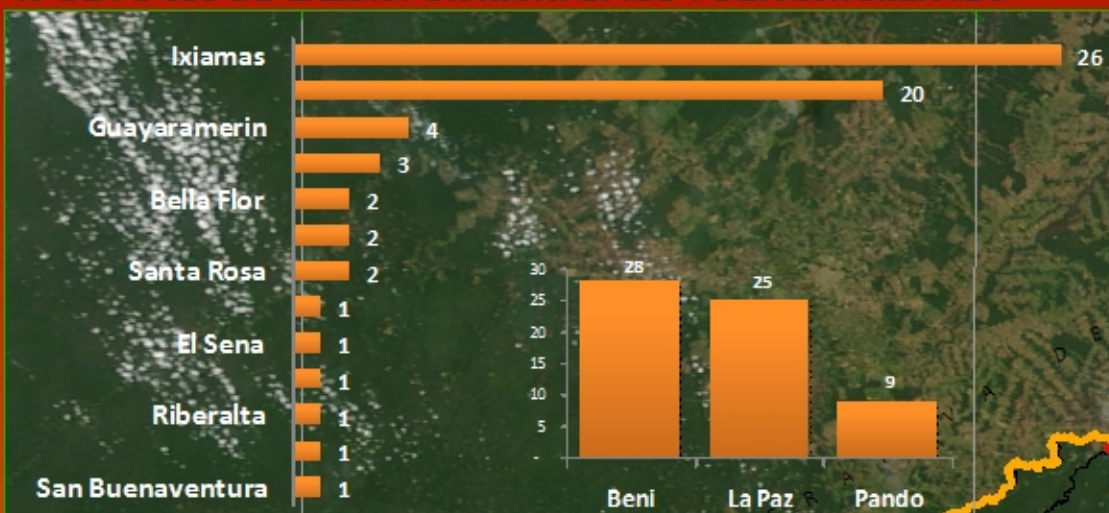 Ixiamas 26
20
Guayaramerin 4
3
Bella Flor 2
2
Santa Rosa 2
1
El Sena 1
1
Riberalta 1
1
San Buenaventura 1
30
25
20
15
10
5
-
28
25
9
Beni La Paz Pando
V A D E
R A